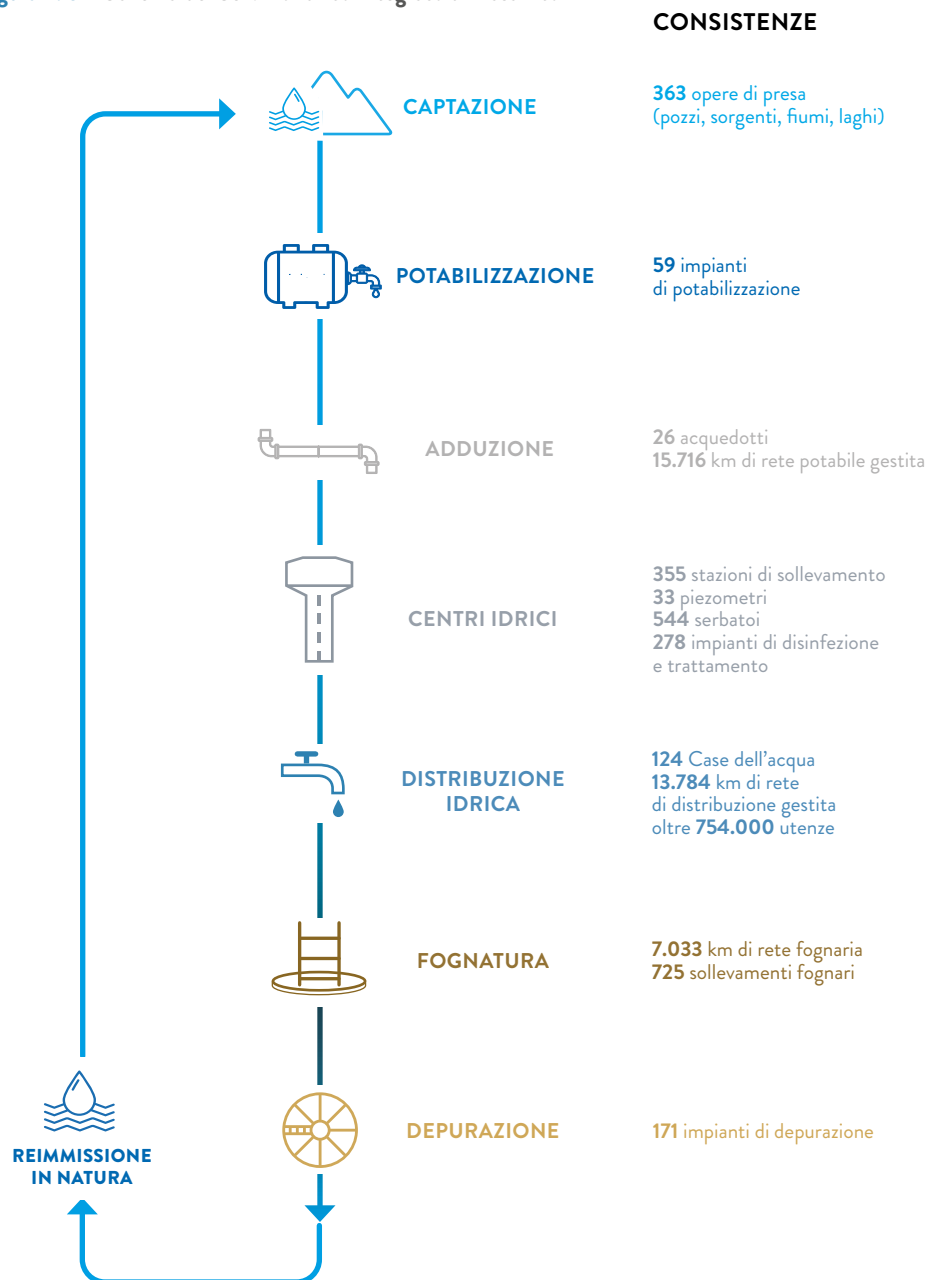 CONSISTENZE
CAPTAZIONE
363 opere di presa
(pozzi, sorgenti, fiumi, laghi)
POTABILIZZAZIONE
59 impianti
di potabilizzazione
ADDUZIONE
26 acquedotti
15.716 km di rete potabile gestita
CENTRI IDRICI
355 stazioni di sollevamento
33 piezometri
544 serbatoi
278 impianti di disinfezione
e trattamento
DISTRIBUZIONE
IDRICA
124 Case dell'acqua
13.784 km di rete
di distribuzione gestita
oltre 754.000 utenze
FOGNATURA
7.033 km di rete fognaria
725 sollevamenti fognari
DEPURAZIONE
171 impianti di depurazione
REIMMISSIONE
IN NATURA